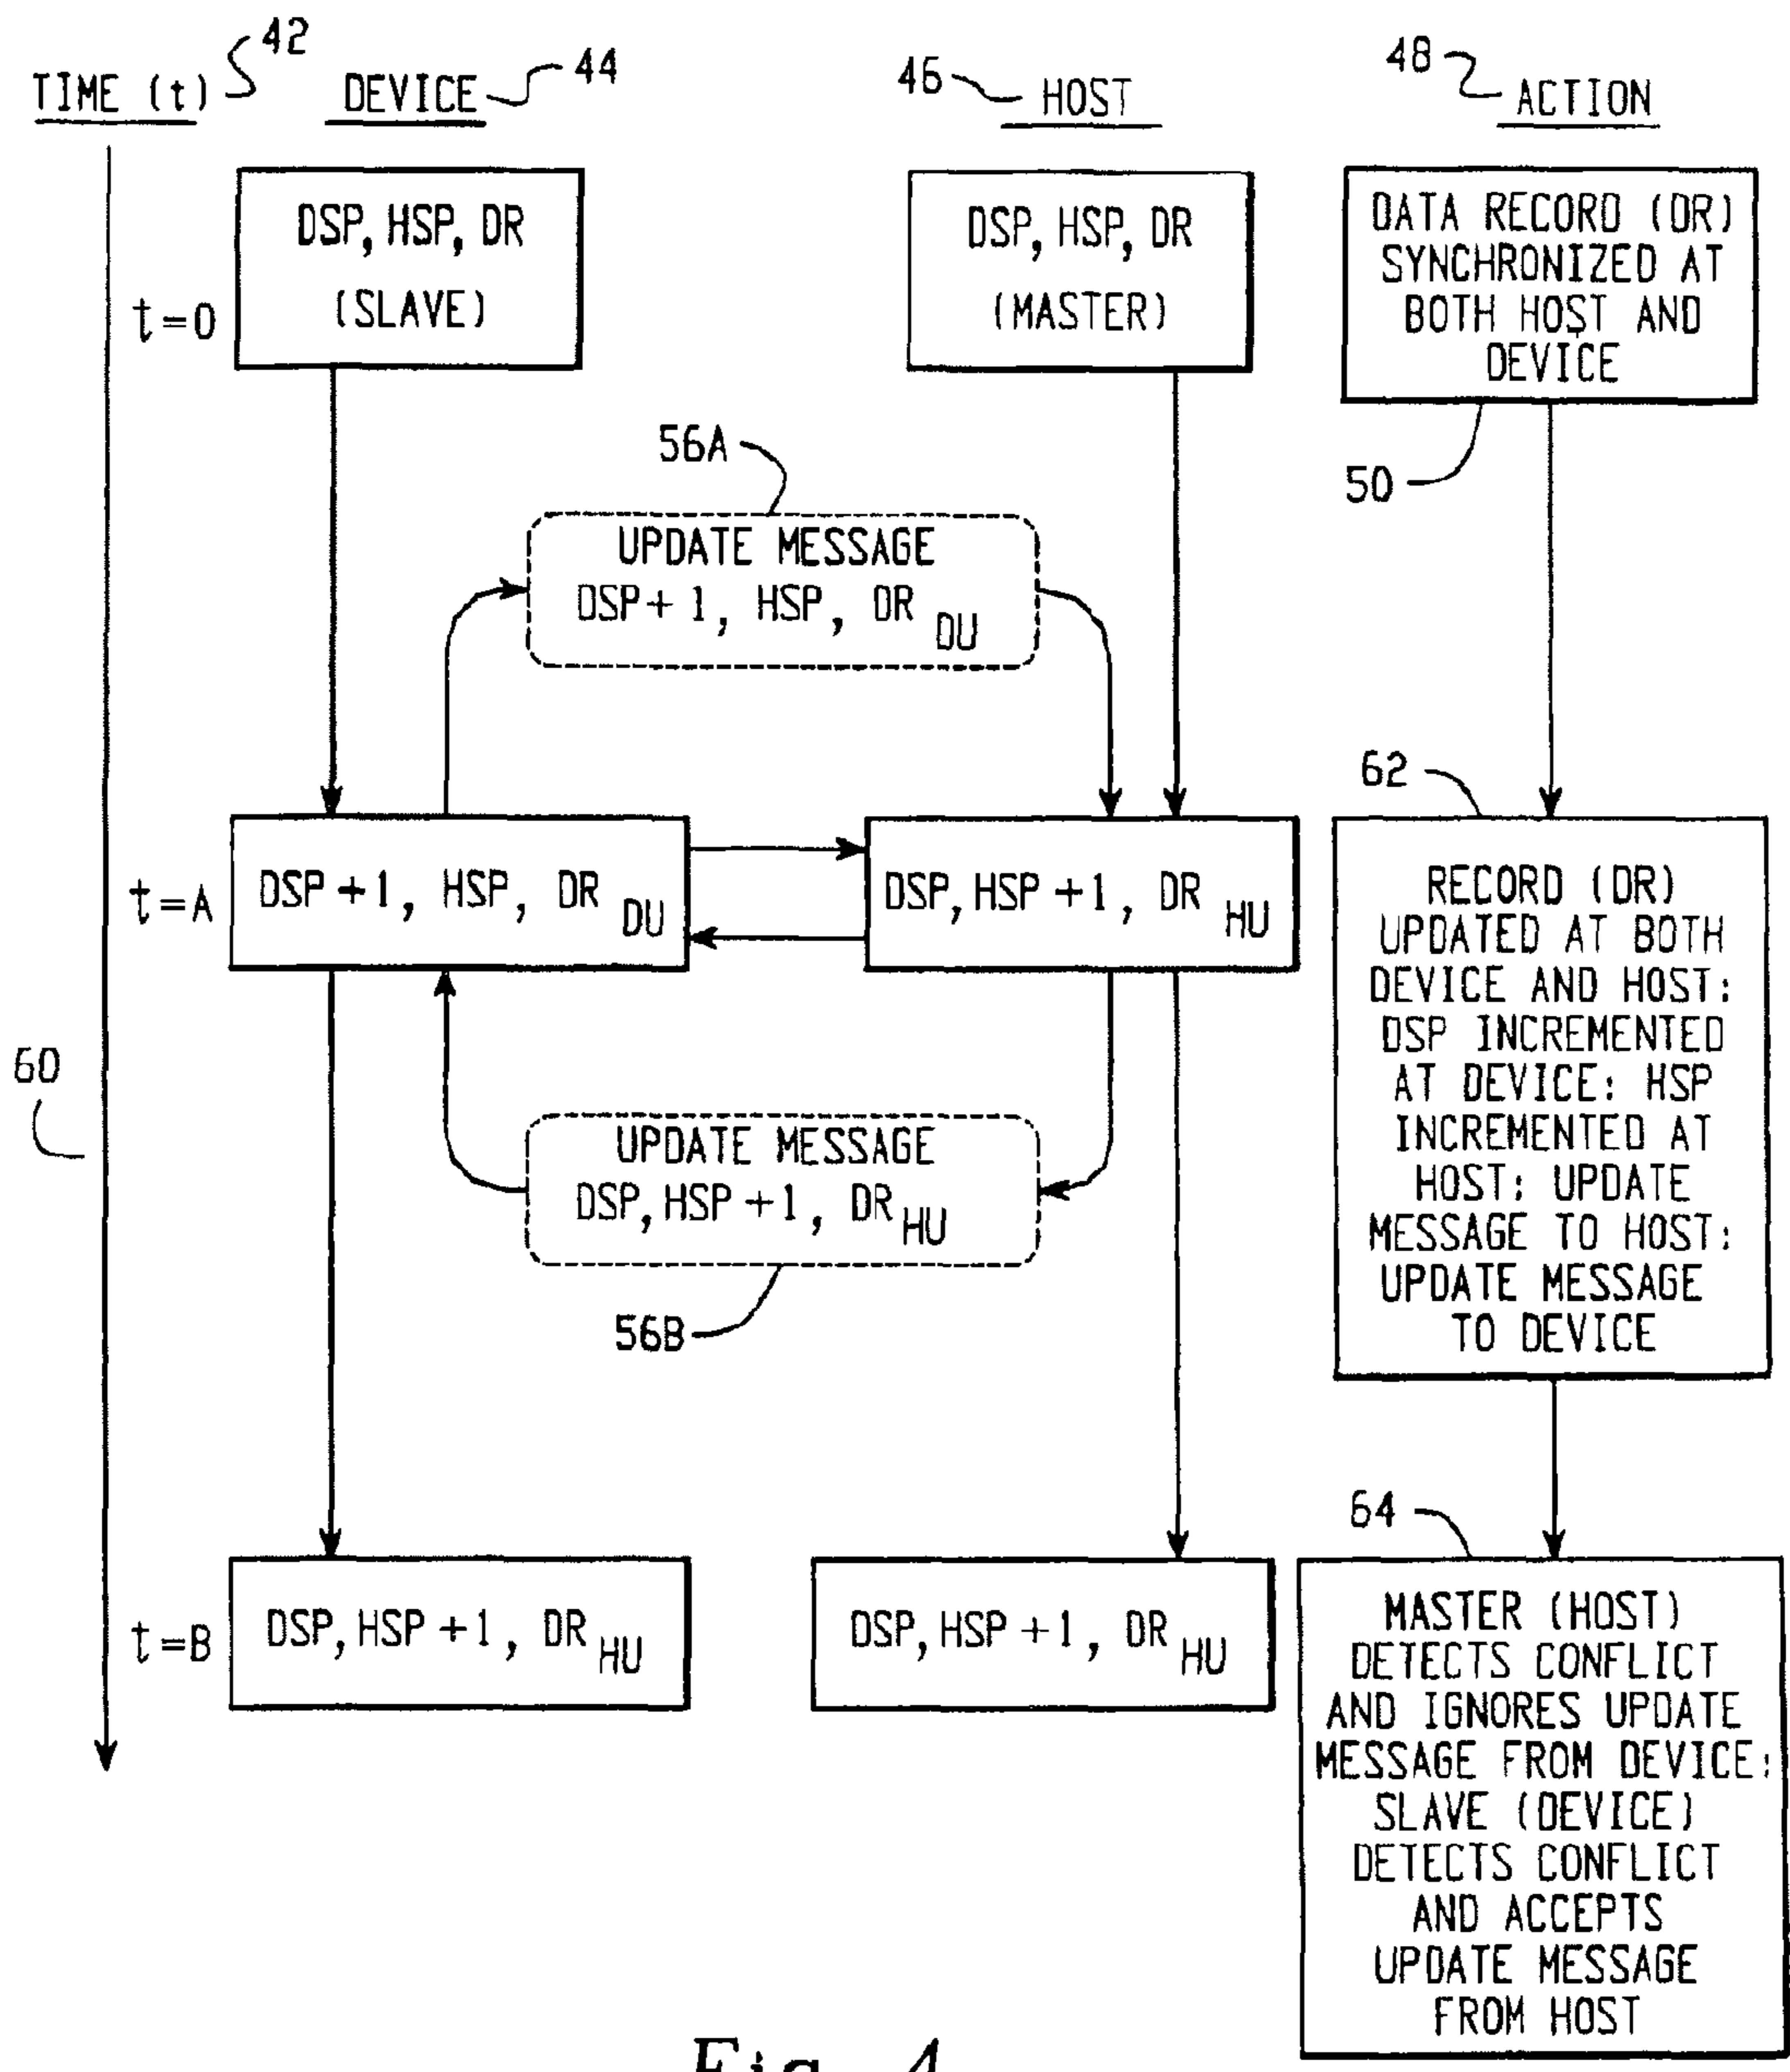 TIME (t) 42
DEVICE 44
46 HOST
48 ACTION
DSP, HSP, DR
(SLAVE)
t=0
DSP, HSP, DR
(MASTER)
DATA RECORD (DR)
SYNCHRONIZED AT
BOTH HOST AND
DEVICE
50
56A
UPDATE MESSAGE
DSP+1, HSP, DR DU
t=A
DSP+1, HSP, DR DU
DSP, HSP+1, DR HU
62
RECORD (DR)
UPDATED AT BOTH
DEVICE AND HOST:
DSP INCREMENTED
AT DEVICE: HSP
INCREMENTED AT
HOST: UPDATE
MESSAGE TO HOST:
UPDATE MESSAGE
TO DEVICE
60
UPDATE MESSAGE
DSP, HSP+1, DR HU
56B
t=B
DSP, HSP+1, DR HU
DSP, HSP+1, DR HU
64
MASTER (HOST)
DETECTS CONFLICT
AND IGNORES UPDATE
MESSAGE FROM DEVICE:
SLAVE (DEVICE)
DETECTS CONFLICT
AND ACCEPTS
UPDATE MESSAGE
FROM HOST
Fig. 4